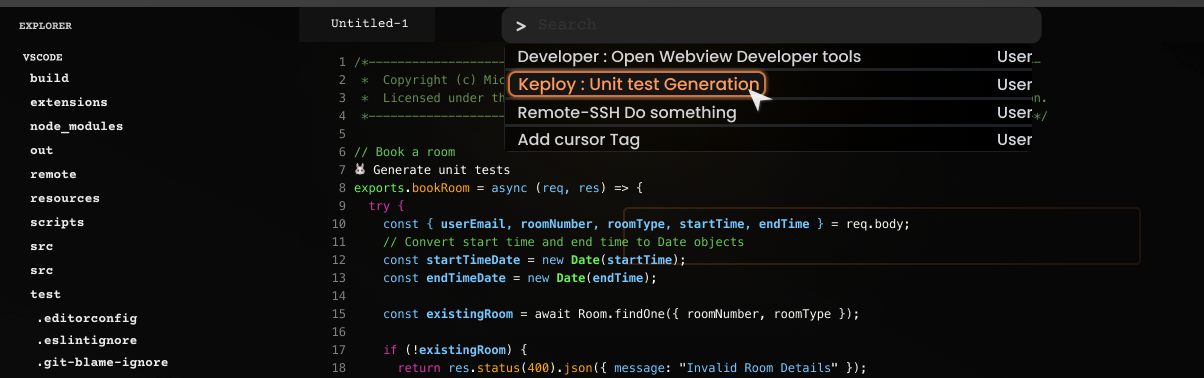 EXPLORER
VSCODE
build
extensions
node_modules
out
remote
resources
scripts
src
src
test
.editorconfig
.eslintignore
.git-blame-ignore
Untitled-1
> Search
Developer : Open Webview Developer tools User
Keploy : Unit test Generation User
Remote-SSH Do something User
Add cursor Tag User
1 /*---------------------
2 * Copyright (c) Mic
3 * Licensed under th n.
4 *--------------------- */
5
6 // Book a room
7 🐰 Generate unit tests
8 exports.bookRoom = async (req, res) => {
9 try {
10 const { userEmail, roomNumber, roomType, startTime, endTime } = req.body;
11 // Convert start time and end time to Date objects
12 const startTimeDate = new Date(startTime);
13 const endTimeDate = new Date(endTime);
14
15 const existingRoom = await Room.findOne({ roomNumber, roomType });
16
17 if (!existingRoom) {
18 return res.status(400).json({ message: "Invalid Room Details" });